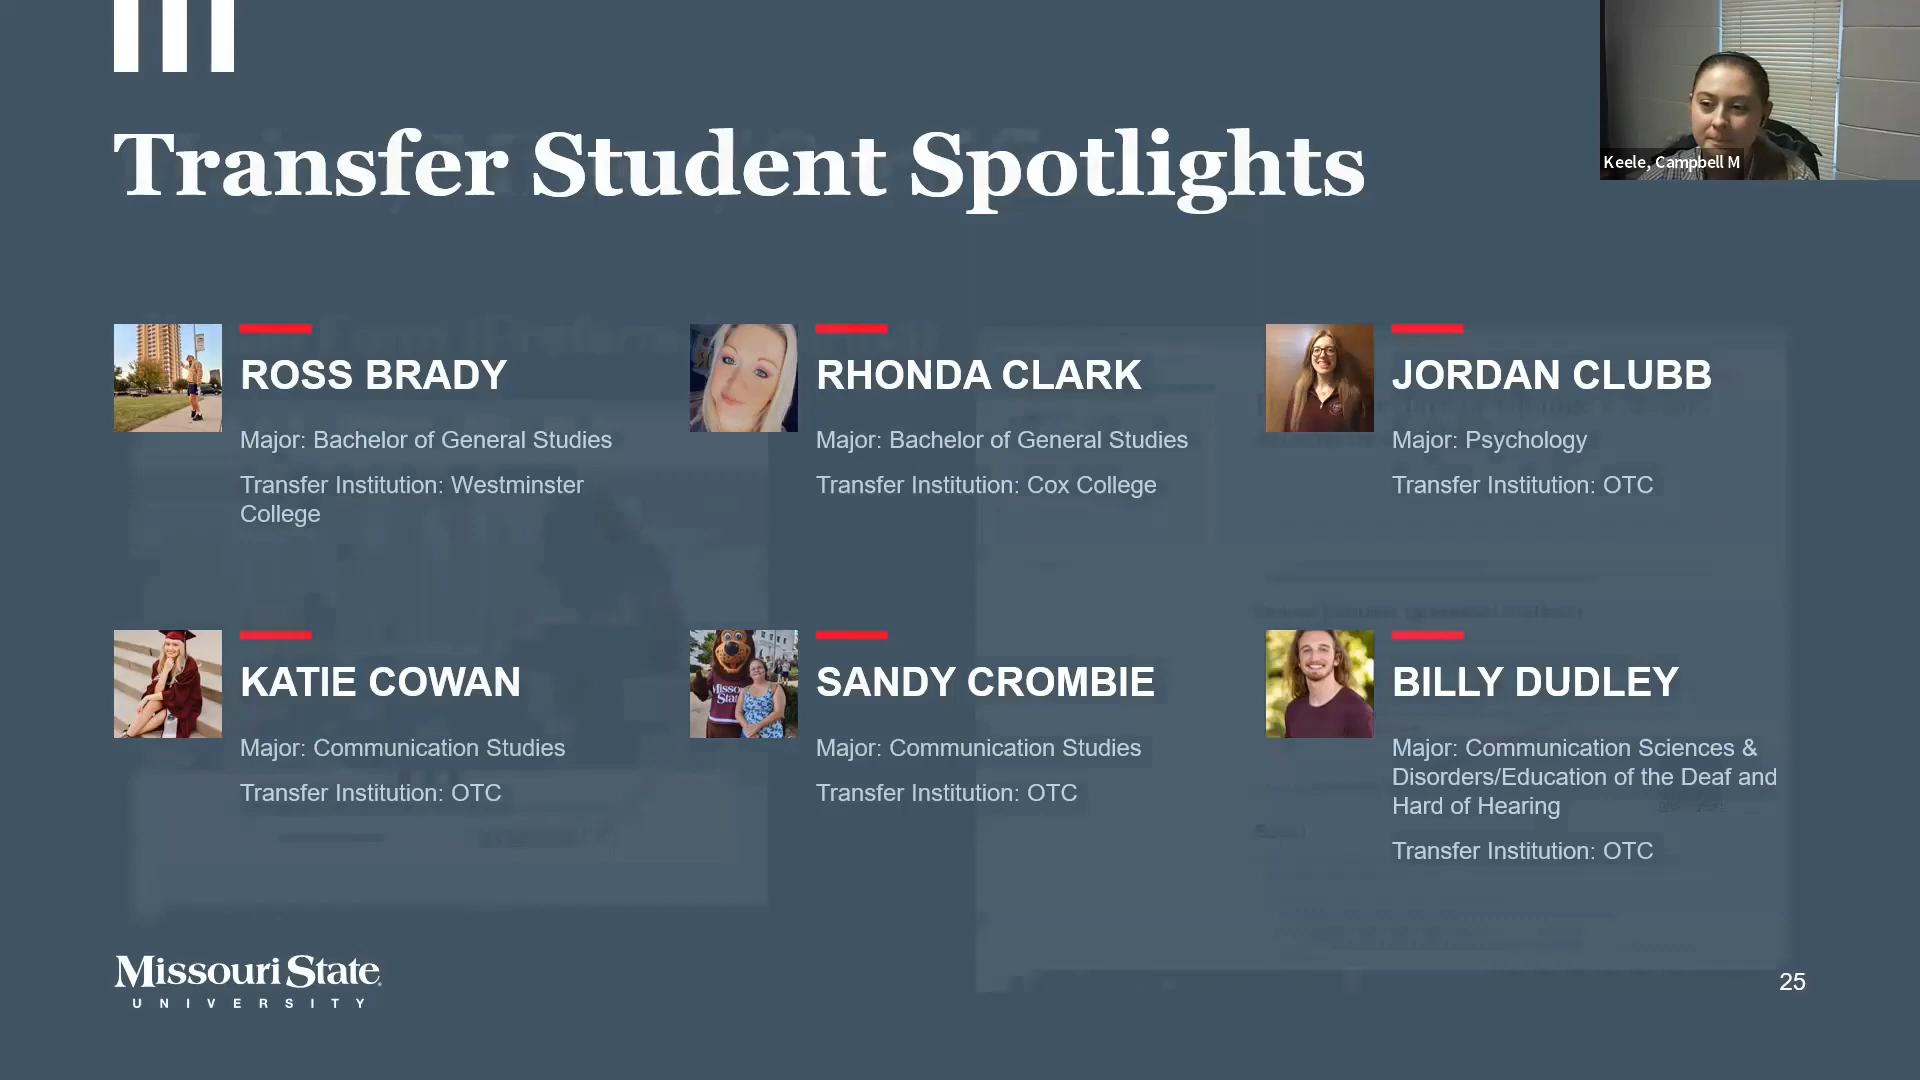 Transfer Student Spotlights
Keele, Campbell M
ROSS BRADY
Major: Bachelor of General Studies
Transfer Institution: Westminster
College
RHONDA CLARK
Major: Bachelor of General Studies
Transfer Institution: Cox College
JORDAN CLUBB
Major: Psychology
Transfer Institution: OTC
KATIE COWAN
Major: Communication Studies
Transfer Institution: OTC
SANDY CROMBIE
Major: Communication Studies
Transfer Institution: OTC
Missouri
State
BILLY DUDLEY
Major: Communication Sciences &
Disorders/Education of the Deaf and
Hard of Hearing
Transfer Institution: OTC
Missouri State
UNIVERSITY
25